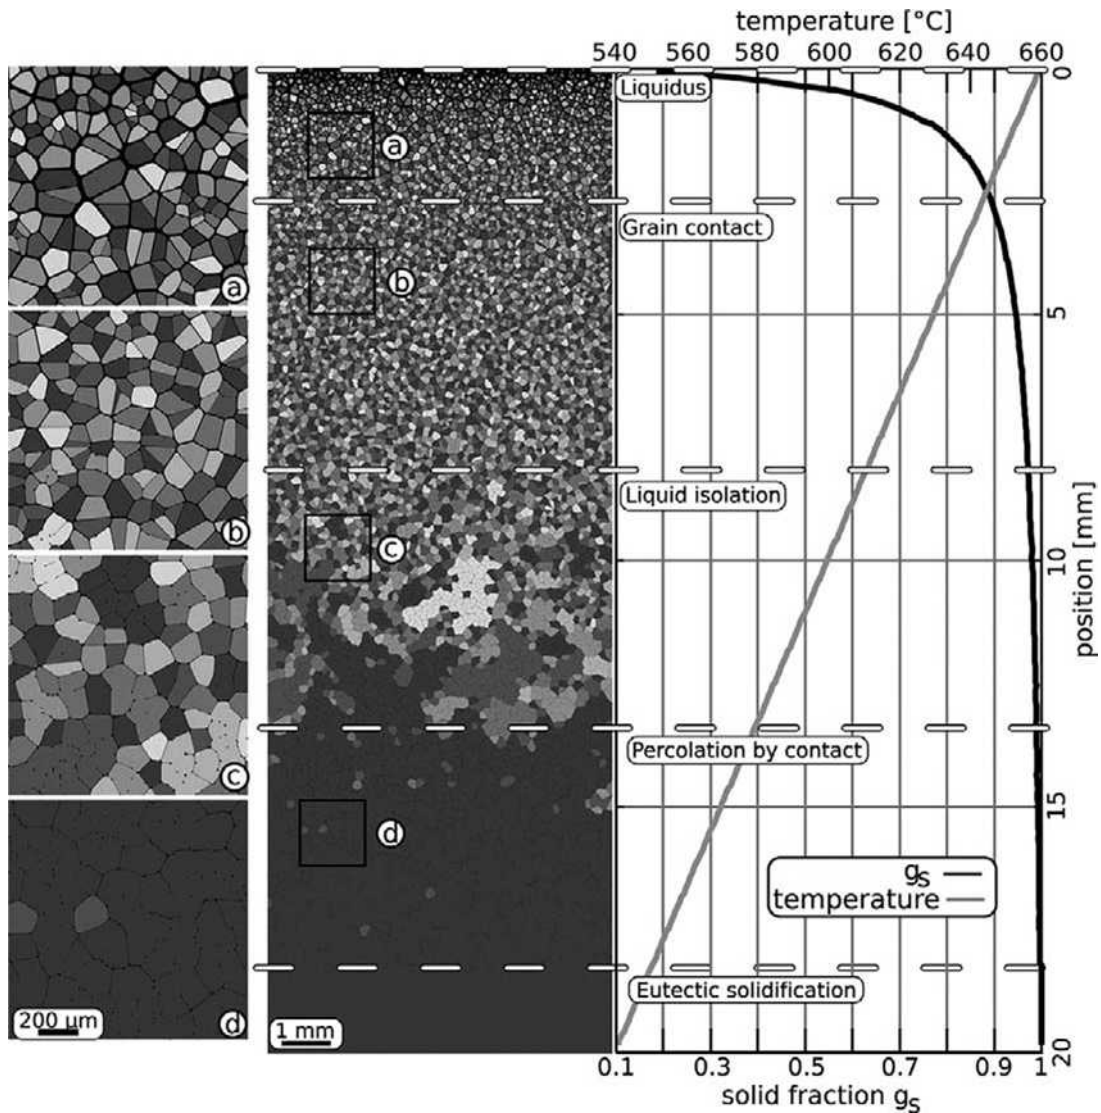 temperature [°C]
540 560 580 600 620 640 660
Liquidus
0
a
a
Grain contact
b
b
5
Liquid isolation
c
c
10
position [mm]
Percolation by contact
d
15
gs
temperature
Eutectic solidification
200 µm
d
1 mm
20
0.1 0.3 0.5 0.7 0.9 1
solid fraction gs